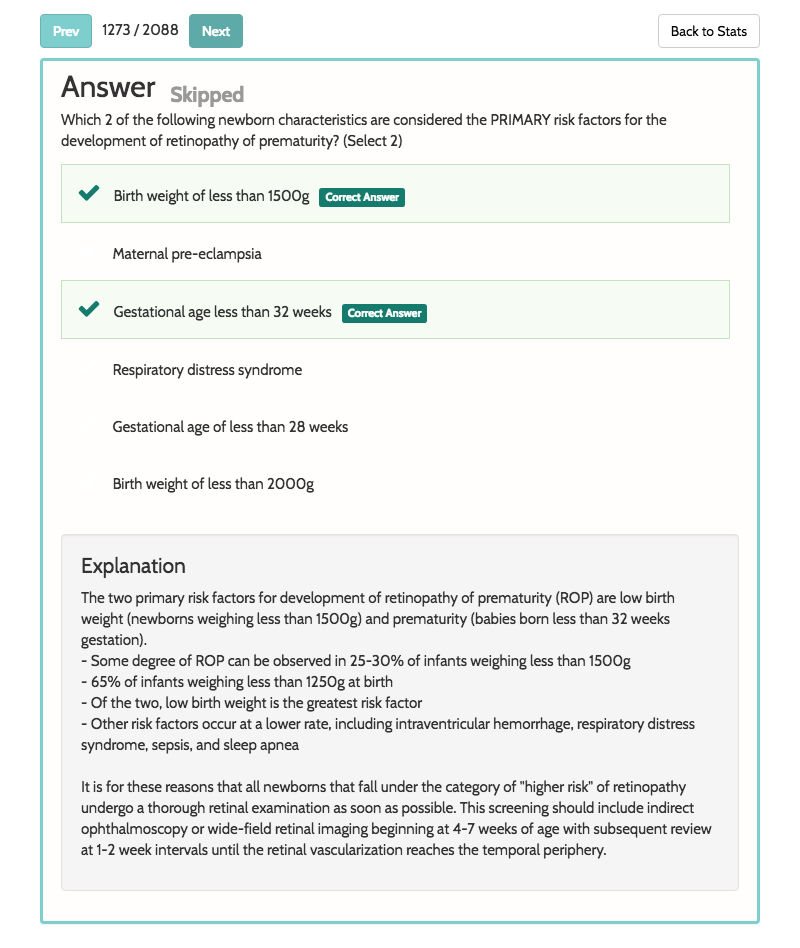 Prev 1273 / 2088 Next Back to Stats
Answer Skipped
Which 2 of the following newborn characteristics are considered the PRIMARY risk factors for the
development of retinopathy of prematurity? (Select 2)
Birth weight of less than 1500g Correct Answer
Maternal pre-eclampsia
Gestational age less than 32 weeks Correct Answer
Respiratory distress syndrome
Gestational age of less than 28 weeks
Birth weight of less than 2000g
Explanation
The two primary risk factors for development of retinopathy of prematurity (ROP) are low birth
weight (newborns weighing less than 1500g) and prematurity (babies born less than 32 weeks
gestation).
- Some degree of ROP can be observed in 25-30% of infants weighing less than 1500g
- 65% of infants weighing less than 1250g at birth
- Of the two, low birth weight is the greatest risk factor
- Other risk factors occur at a lower rate, including intraventricular hemorrhage, respiratory distress
syndrome, sepsis, and sleep apnea
It is for these reasons that all newborns that fall under the category of "higher risk" of retinopathy
undergo a thorough retinal examination as soon as possible. This screening should include indirect
ophthalmoscopy or wide-field retinal imaging beginning at 4-7 weeks of age with subsequent review
at 1-2 week intervals until the retinal vascularization reaches the temporal periphery.